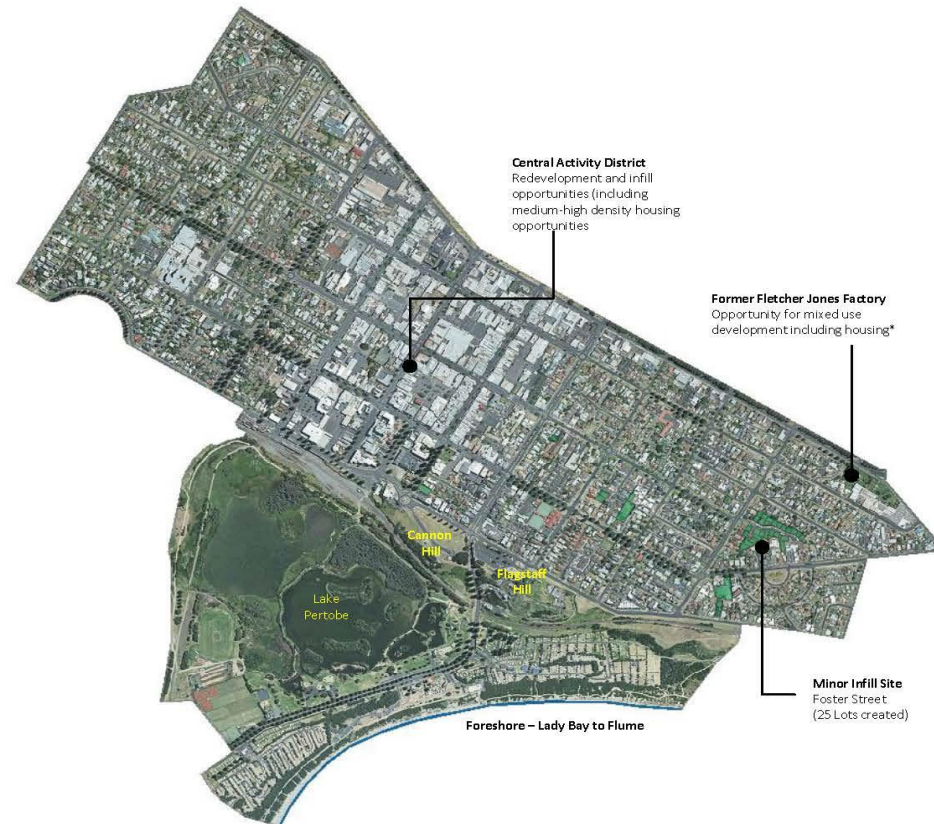 Central Activity District
Redevelopment and infill
opportunities (including
medium-high density housing
opportunities
Former Fletcher Jones Factory
Opportunity for mixed use
development including housing*
Cannon
Hill
Flagstaff
Hill
Lake
Pertobe
Minor Infill Site
Foster Street
(25 Lots created)
Foreshore – Lady Bay to Flume